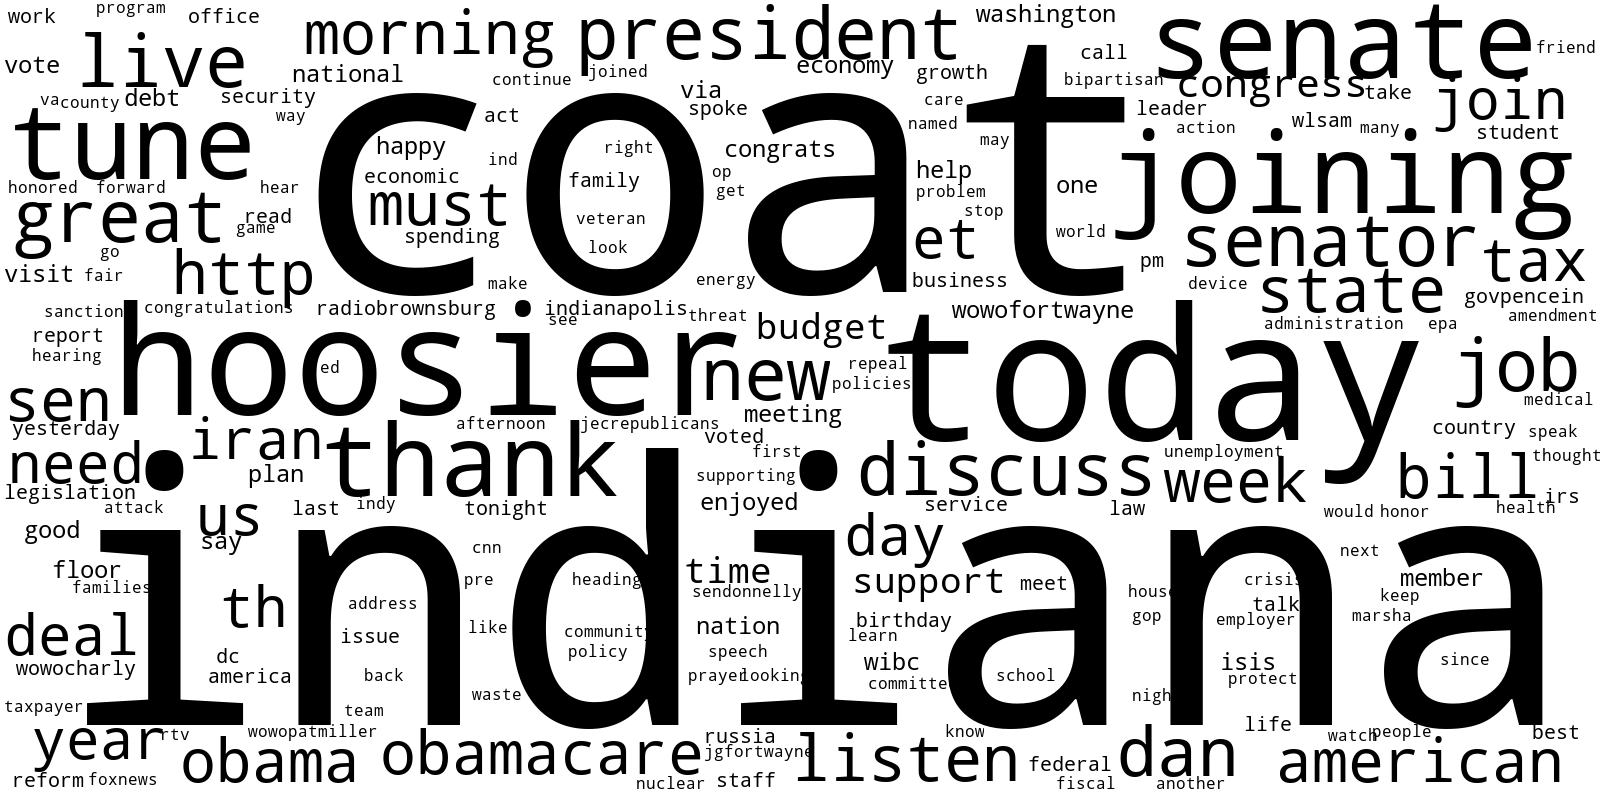 work program office morning president washington senate
vote live national continue joined economy growth call bipartisan friend
va county debt security way act via spoke care congress take join
tune coat named leader action wlsam many student
happy ind right congrats may joining
honored forward hear economic family op get help problem one
great read must veteran stop senator
game spending look et world tax
go visit fair http make energy business pm device state govpencein
sanction congratulations radiobrownsburg indianapolis threat wowofortwayne amendment
report hoosier see budget today administration epa
hearing ed new repeal policies job
sen meeting medical
yesterday iran thank afternoon jecrepublicans voted country speak
need plan first discuss unemployment week bill thought
legislation supporting irs
attack us last indy tonight enjoyed service law would honor health
good say indiana cnn day next
floor families pre heading time support meet crisis member
th address sendonnelly house talk keep
deal issue like community nation birthday gop employer marsha
wowocharly dc policy speech learn wibc isis since
america back prayer looking committee school protect
taxpayer team waste night
year rtv wowopatmiller russia know life watch people best
obama obamacare jgfortwayne listen federal dan american
reform foxnews nuclear staff fiscal another